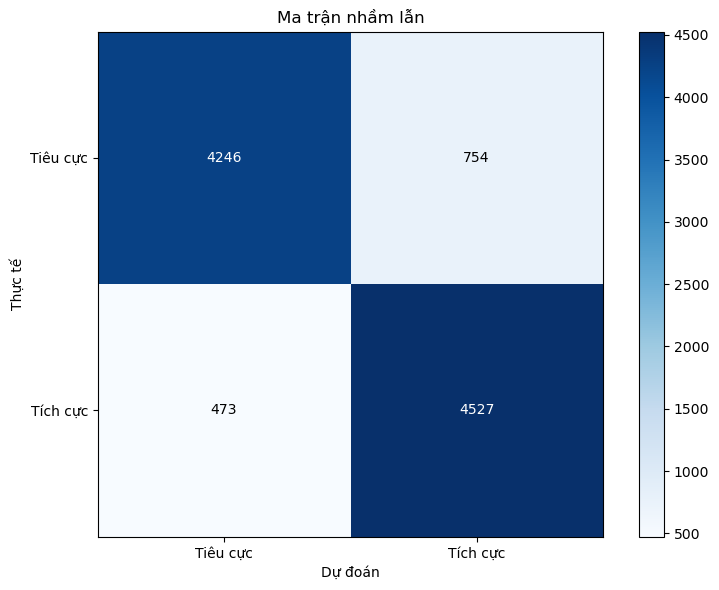 Ma trận nhầm lẫn
Thực tế
Tiêu cực
4246
754
Tích cực
473
4527
Tiêu cực
Tích cực
Dự đoán
4500
4000
3500
3000
2500
2000
1500
1000
500